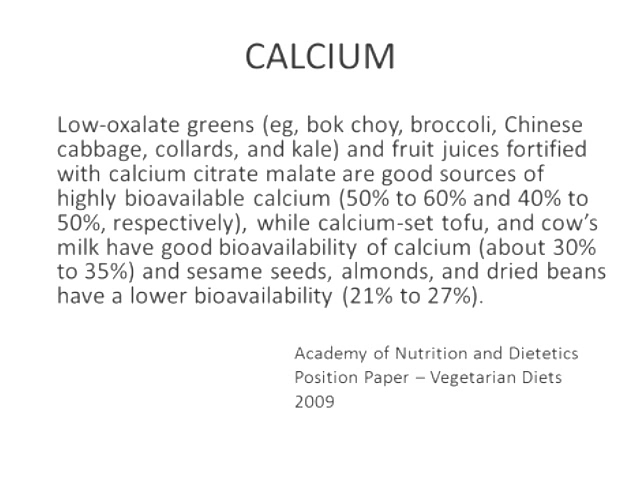 CALCIUM
Low-oxalate greens (eg, bok choy, broccoli, Chinese
cabbage, collards, and kale) and fruit juices fortified
with calcium citrate malate are good sources of
highly bioavailable calcium (50% to 60% and 40% to
50%, respectively), while calcium-set tofu, and cow’s
milk have good bioavailability of calcium (about 30%
to 35%) and sesame seeds, almonds, and dried beans
have a lower bioavailability (21% to 27%).
Academy of Nutrition and Dietetics
Position Paper – Vegetarian Diets
2009